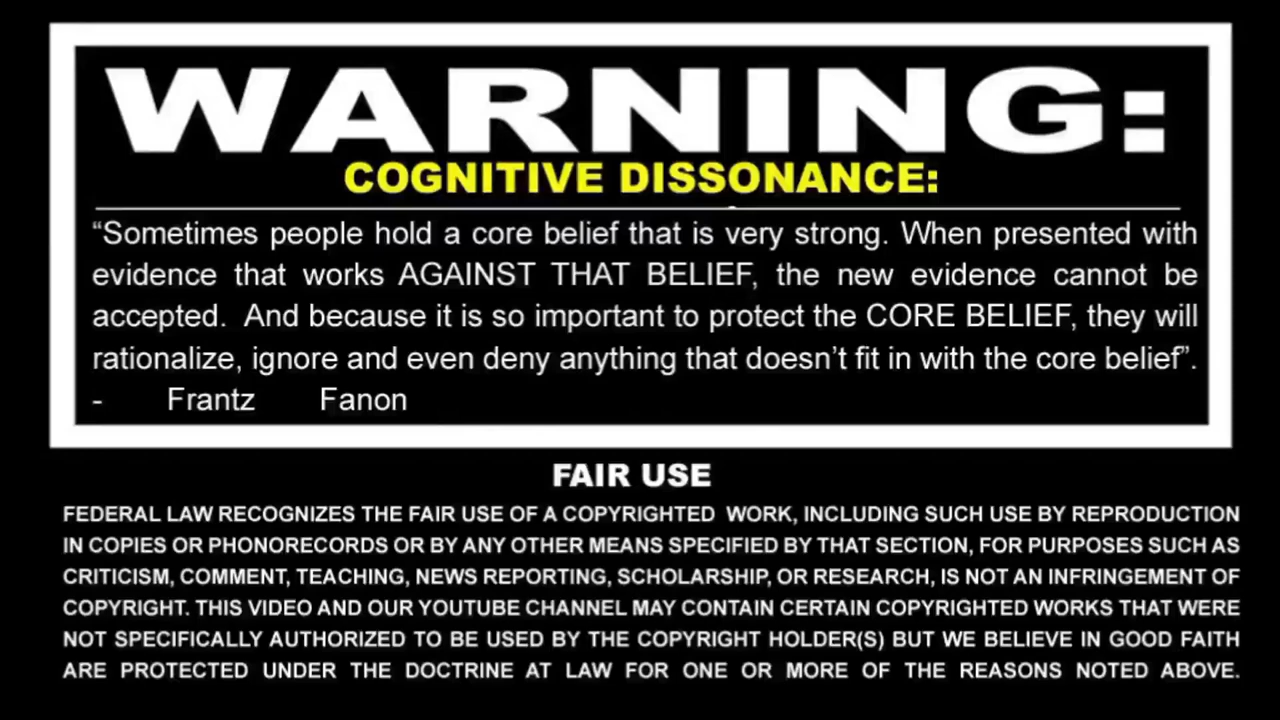 WARNING:
COGNITIVE DISSONANCE:
“Sometimes people hold a core belief that is very strong. When presented with
evidence that works AGAINST THAT BELIEF, the new evidence cannot be
accepted. And because it is so important to protect the CORE BELIEF, they will
rationalize, ignore and even deny anything that doesn’t fit in with the core belief”.
- Frantz Fanon
FAIR USE
FEDERAL LAW RECOGNIZES THE FAIR USE OF A COPYRIGHTED WORK, INCLUDING SUCH USE BY REPRODUCTION
IN COPIES OR PHONORECORDS OR BY ANY OTHER MEANS SPECIFIED BY THAT SECTION, FOR PURPOSES SUCH AS
CRITICISM, COMMENT, TEACHING, NEWS REPORTING, SCHOLARSHIP, OR RESEARCH, IS NOT AN INFRINGEMENT OF
COPYRIGHT. THIS VIDEO AND OUR YOUTUBE CHANNEL MAY CONTAIN CERTAIN COPYRIGHTED WORKS THAT WERE
NOT SPECIFICALLY AUTHORIZED TO BE USED BY THE COPYRIGHT HOLDER(S) BUT WE BELIEVE IN GOOD FAITH
ARE PROTECTED UNDER THE DOCTRINE AT LAW FOR ONE OR MORE OF THE REASONS NOTED ABOVE.